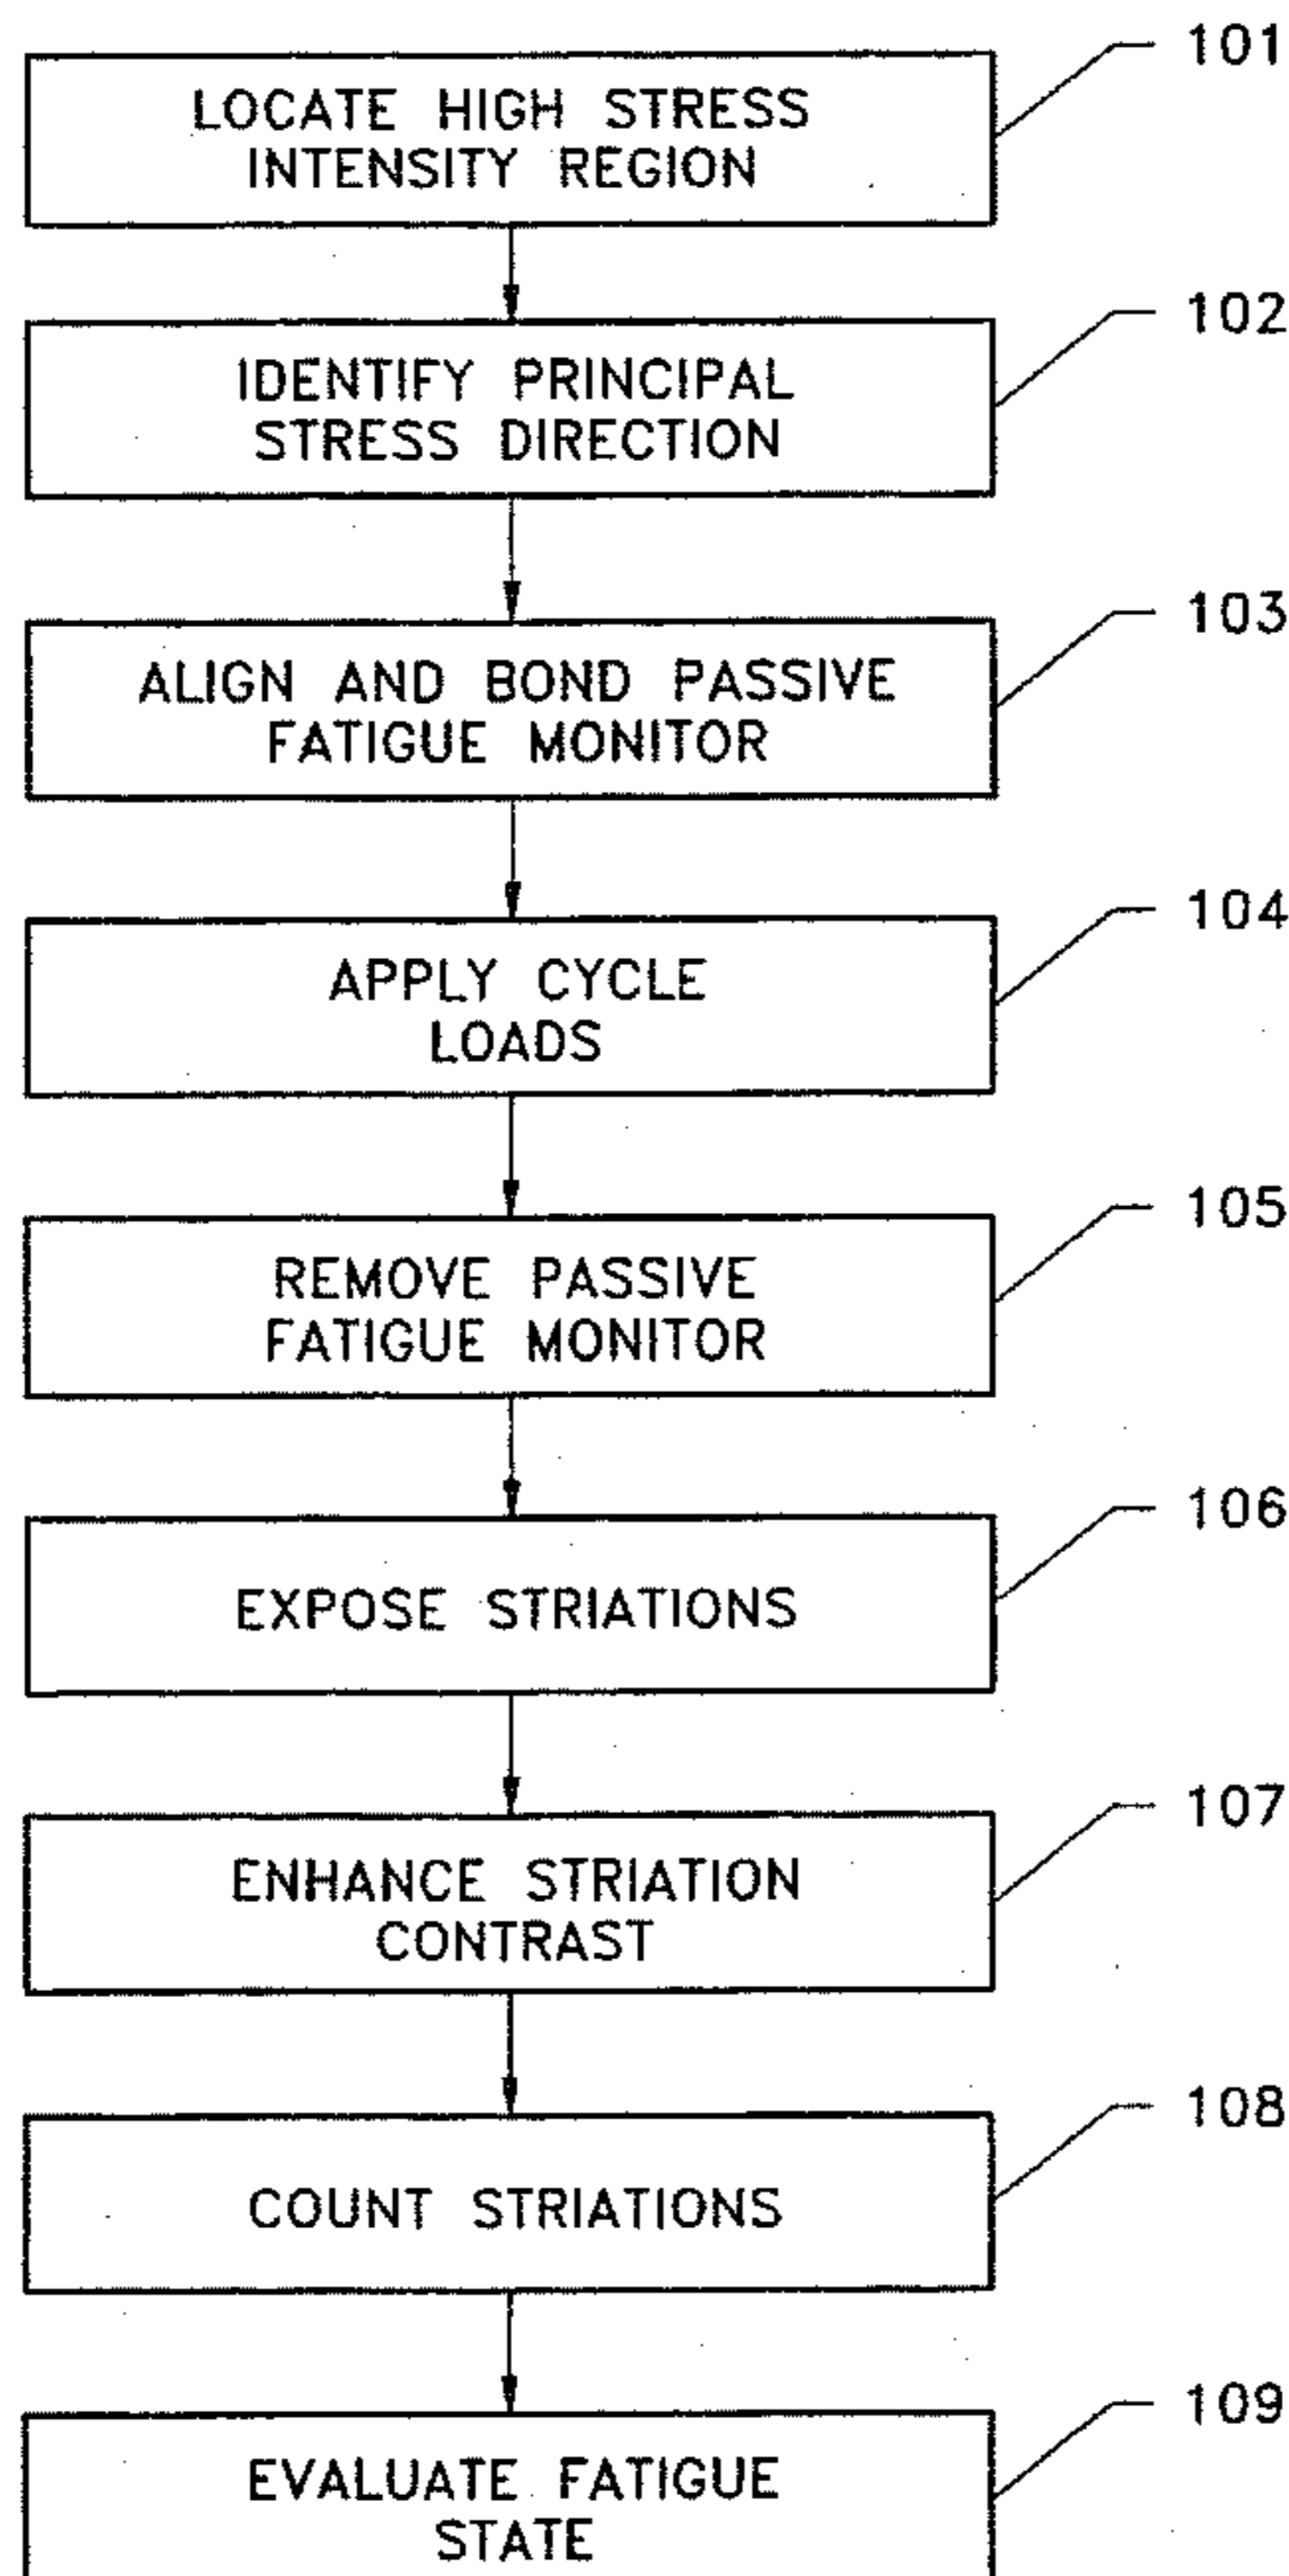 101
LOCATE HIGH STRESS
INTENSITY REGION
102
IDENTIFY PRINCIPAL
STRESS DIRECTION
103
ALIGN AND BOND PASSIVE
FATIGUE MONITOR
104
APPLY CYCLE
LOADS
105
REMOVE PASSIVE
FATIGUE MONITOR
106
EXPOSE STRIATIONS
107
ENHANCE STRIATION
CONTRAST
108
COUNT STRIATIONS
109
EVALUATE FATIGUE
STATE